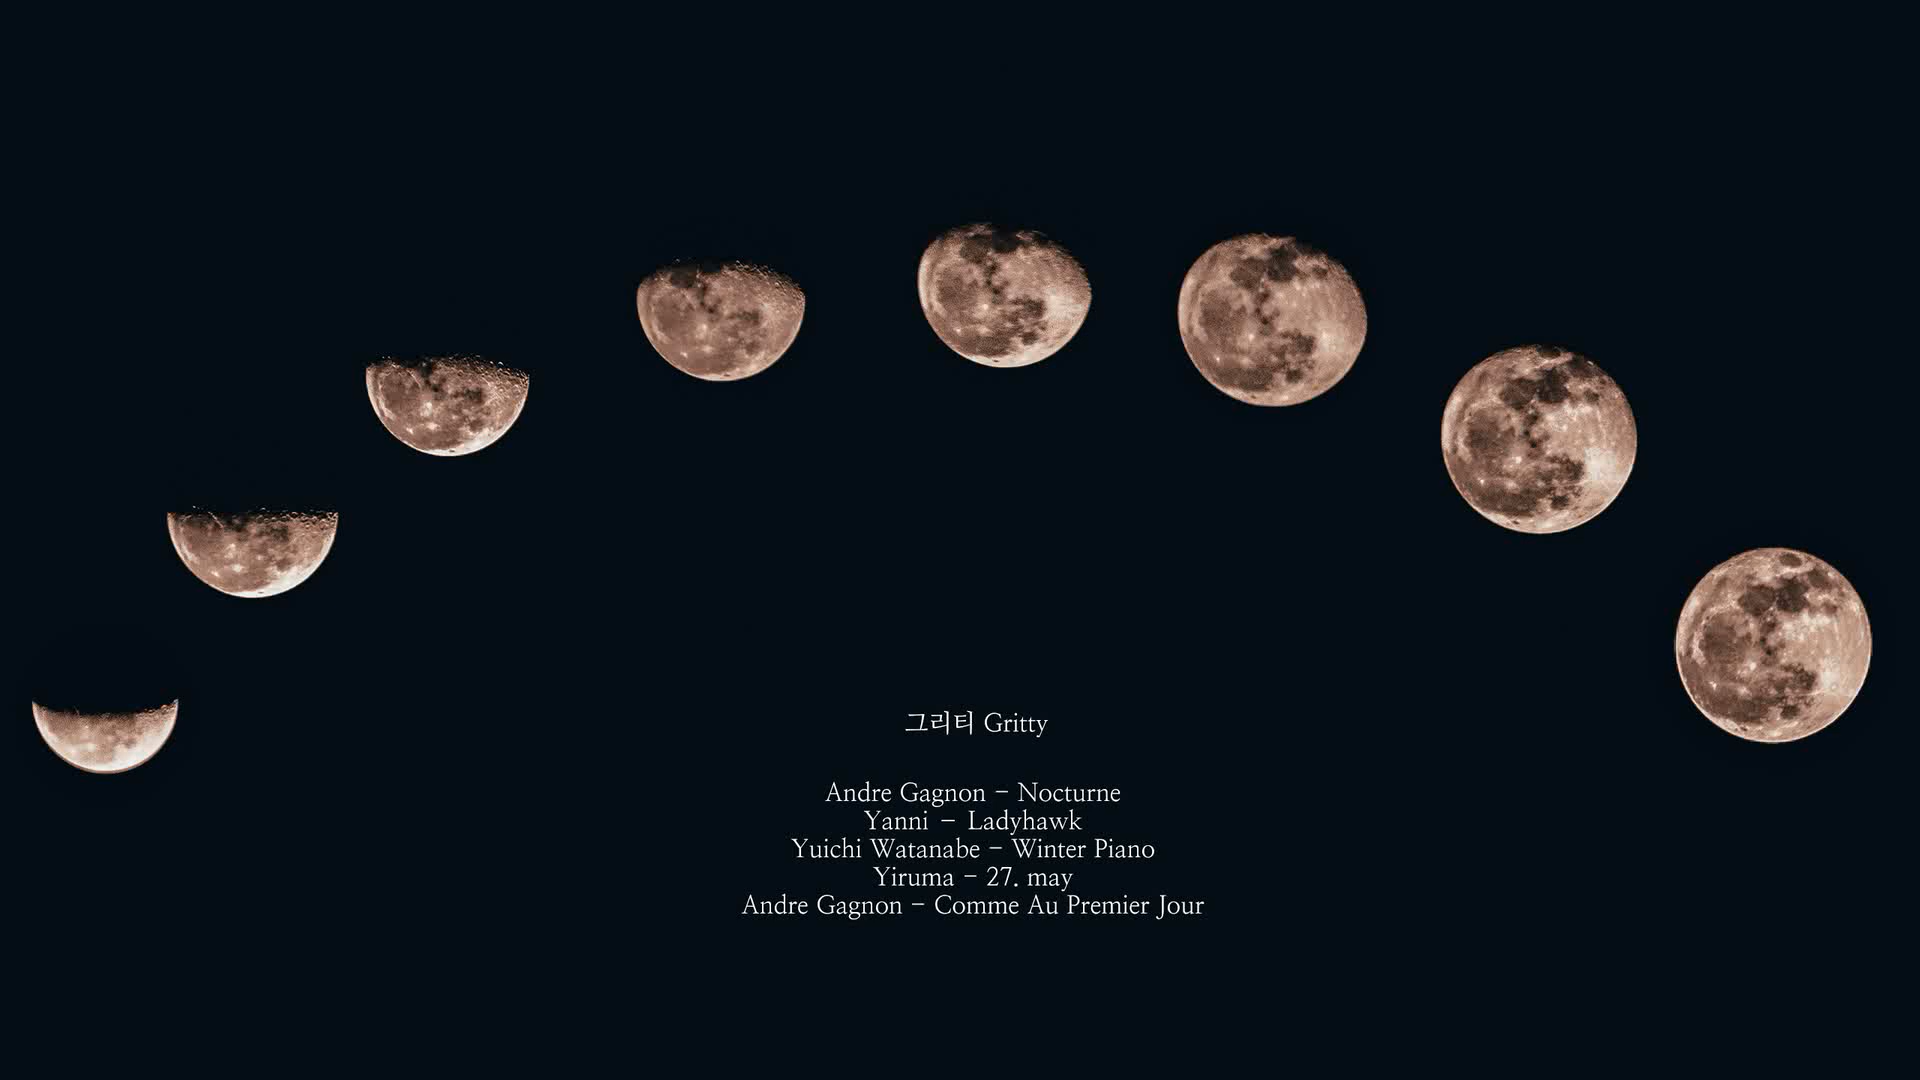 그리티 Gritty
Andre Gagnon - Nocturne
Yanni - Ladyhawk
Yuichi Watanabe - Winter Piano
Yiruma - 27. may
Andre Gagnon - Comme Au Premier Jour